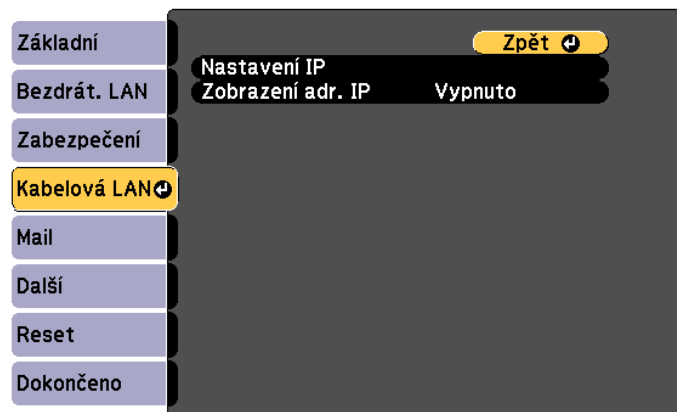 Základní
Bezdrát. LAN
Zabezpečení
Kabelová LAN
Mail
Další
Reset
Dokončeno
Zpět
Nastavení IP
Zobrazení adr. IP Vypnuto